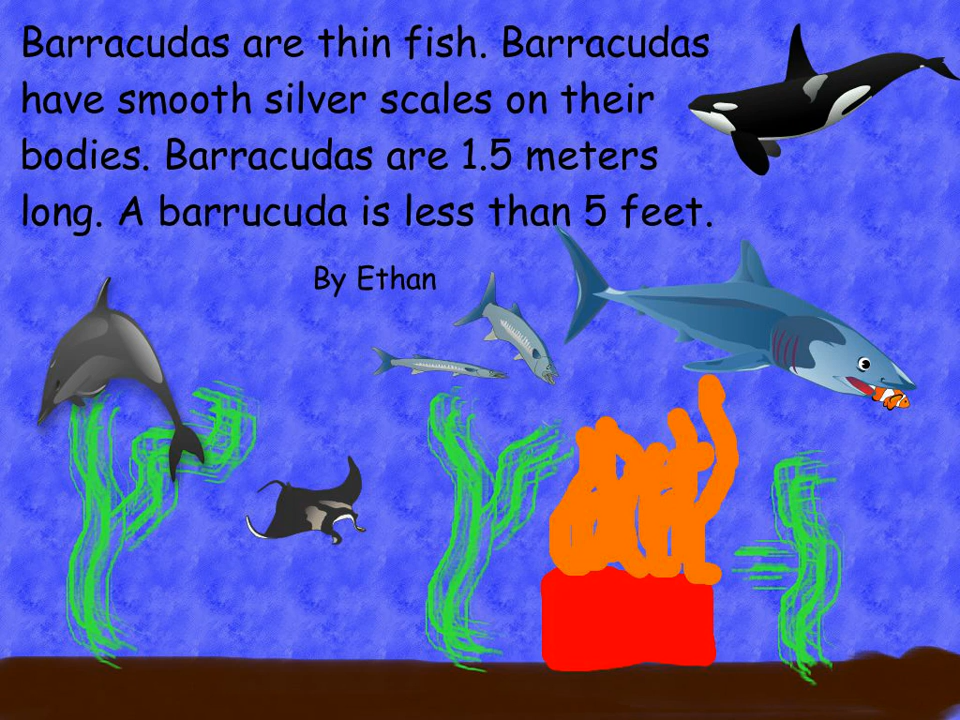 Barracudas are thin fish. Barracudas
have smooth silver scales on their
bodies. Barracudas are 1.5 meters
long. A barrucuda is less than 5 feet.
By Ethan